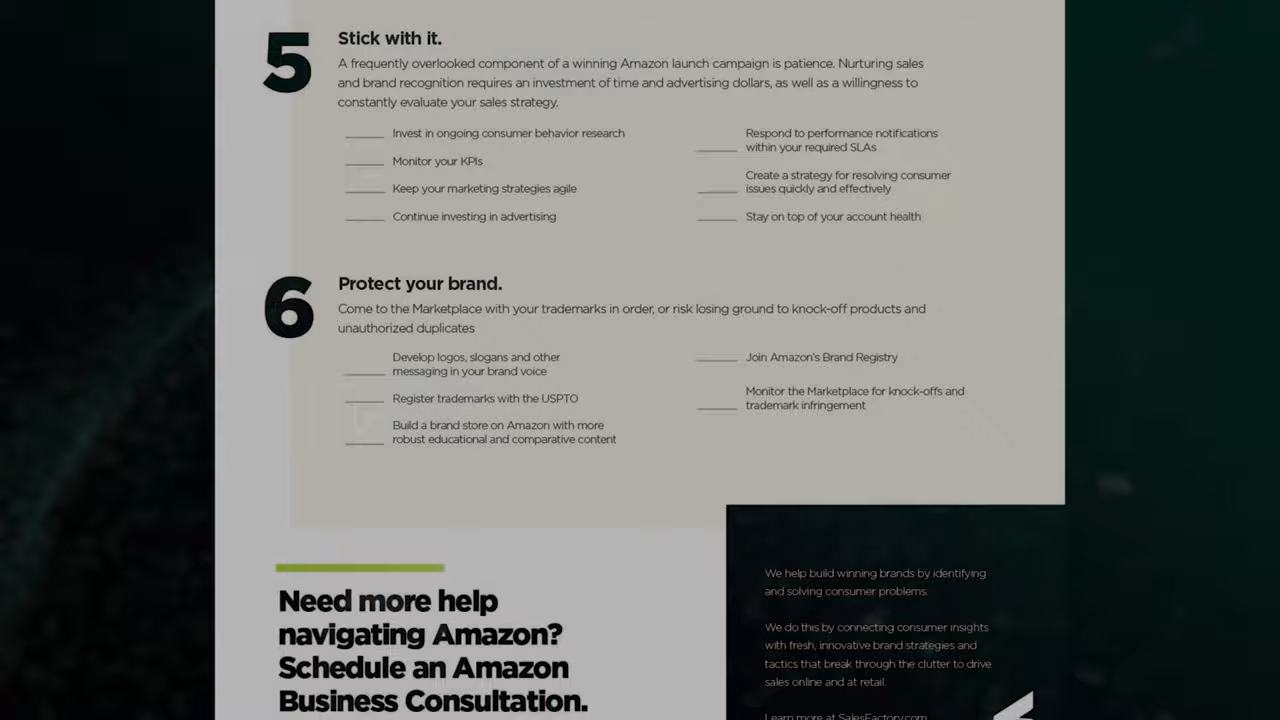 5
Stick with it.
A frequently overlooked component of a winning Amazon launch campaign is patience. Nurturing sales
and brand recognition requires an investment of time and advertising dollars, as well as a willingness to
constantly evaluate your sales strategy.
Invest in ongoing consumer behavior research
Monitor your KPIs
Keep your marketing strategies agile
Continue investing in advertising
Respond to performance notifications
within your required SLAs
Create a strategy for resolving consumer
issues quickly and effectively
Stay on top of your account health
6
Protect your brand.
Come to the Marketplace with your trademarks in order, or risk losing ground to knock-off products and
unauthorized duplicates
Develop logos, slogans and other
messaging in your brand voice
Register trademarks with the USPTO
Build a brand store on Amazon with more
robust educational and comparative content
Join Amazon's Brand Registry
Monitor the Marketplace for knock-offs and
trademark infringement
Need more help
navigating Amazon?
Schedule an Amazon
Business Consultation.
We help build winning brands by identifying
and solving consumer problems.
We do this by connecting consumer insights
with fresh, innovative brand strategies and
tactics that break through the clutter to drive
sales online and at retail.
Learn more at SalesFactory.com